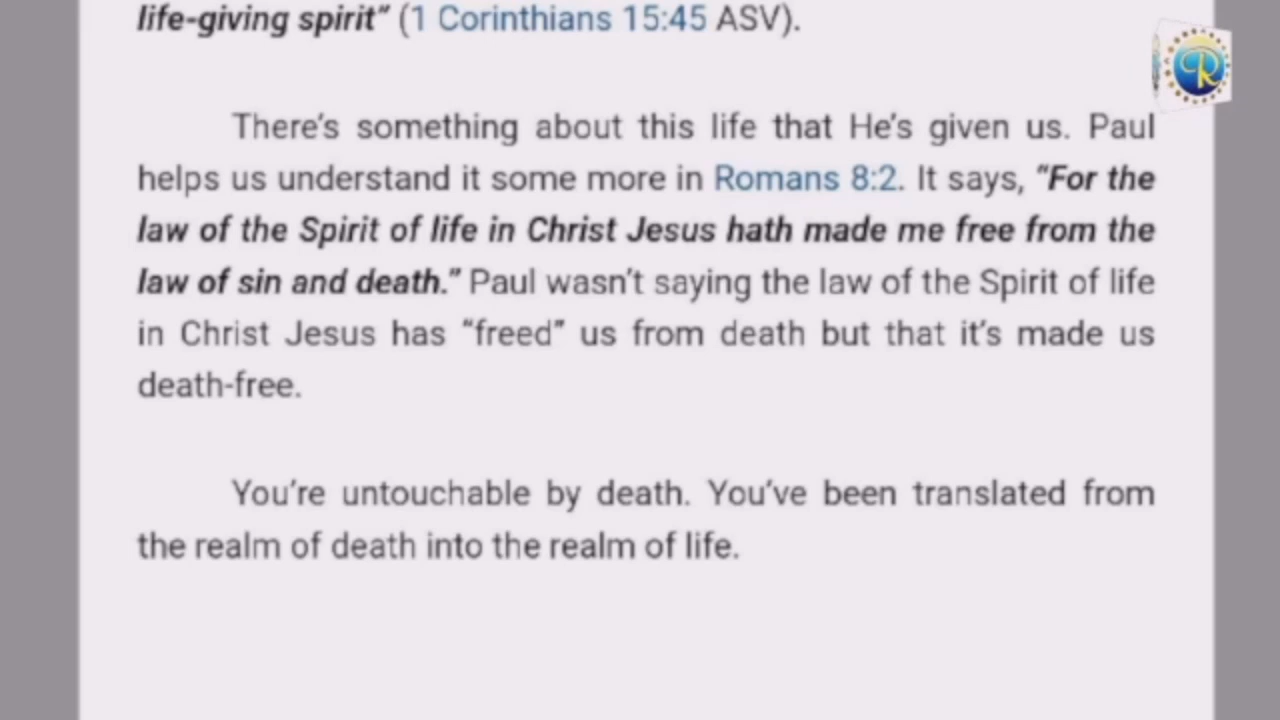 life-giving spirit” (1 Corinthians 15:45 ASV).
There’s something about this life that He’s given us. Paul
helps us understand it some more in Romans 8:2. It says, “For the
law of the Spirit of life in Christ Jesus hath made me free from the
law of sin and death.” Paul wasn’t saying the law of the Spirit of life
in Christ Jesus has “freed” us from death but that it’s made us
death-free.
You’re untouchable by death. You’ve been translated from
the realm of death into the realm of life.
R